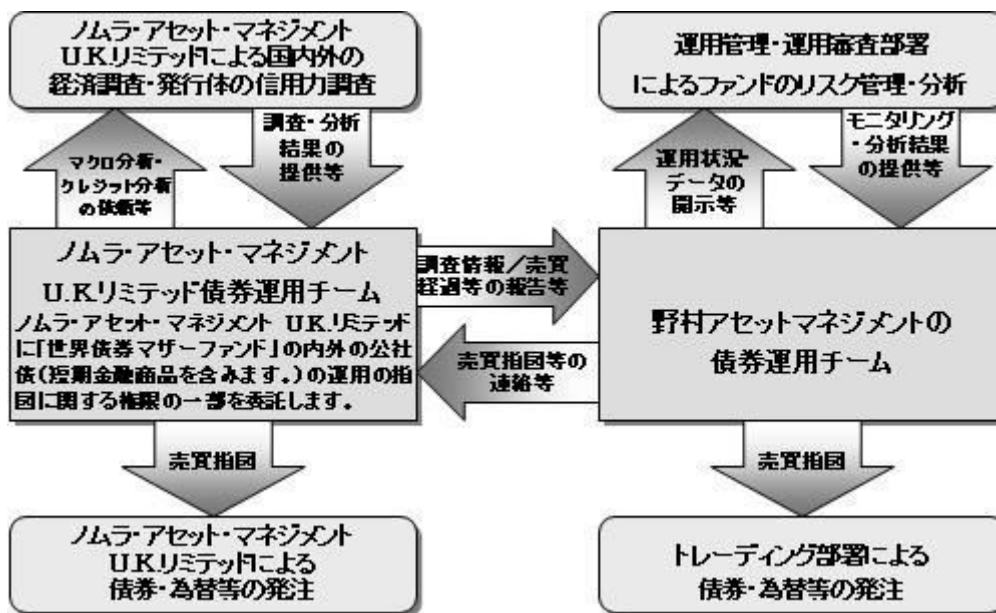 ノムラ・アセット・マネジメント
U.K.リミテッドによる国内外の
経済調査・発行体の信用力調査
運用管理・運用審査部署
によるファンドのリスク管理・分析
マクロ分析・
クレジット分析
の依頼等
調査・分析
結果の
提供等
運用状況・
データの
開示等
モニタリング
・分析結果
の提供等
ノムラ・アセット・マネジメント
U.K.リミテッド債券運用チーム
ノムラ・アセット・マネジメント U.K.リミテッド
に「世界債券マザーファンド」の内外の公社
債(短期金融商品を含みます。)の運用の指
図に関する権限の一部を委託します。
調査情報/売買
経過等の報告等
売買指図等の
連絡等
野村アセットマネジメントの
債券運用チーム
売買指図
売買指図
ノムラ・アセット・マネジメント
U.K.リミテッドによる
債券・為替等の発注
トレーディング部署による
債券・為替等の発注